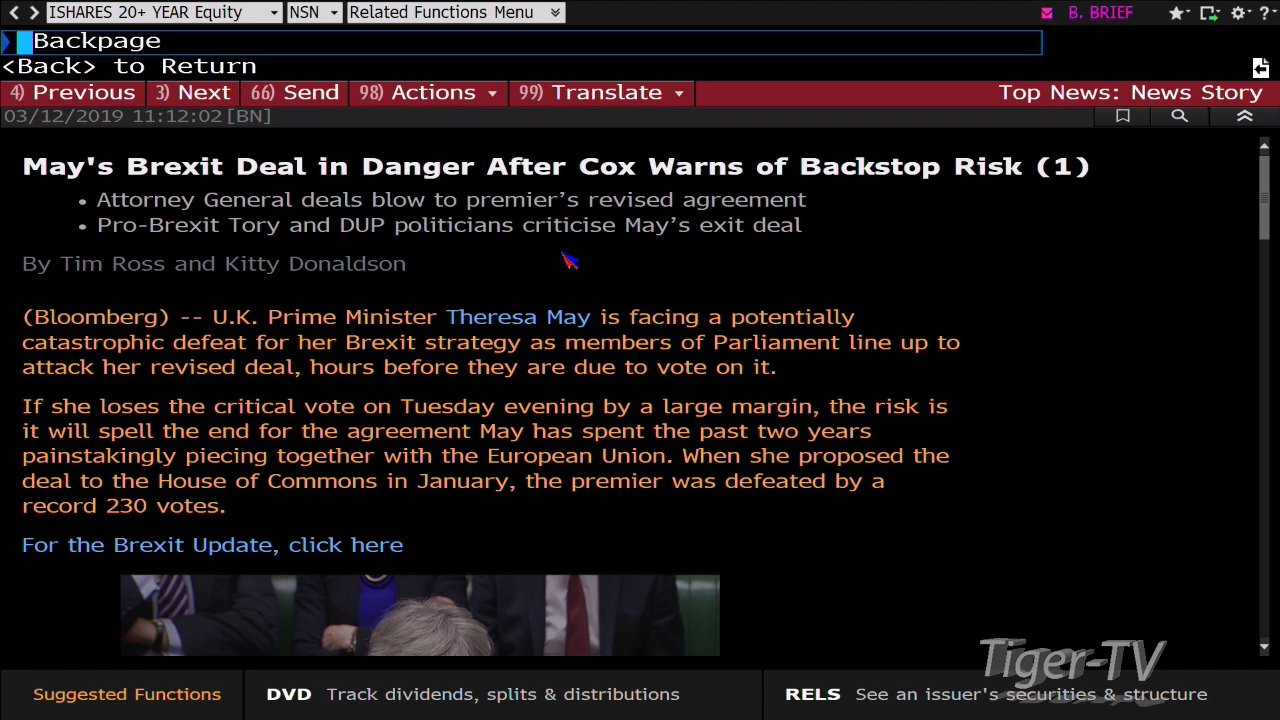 ISHARES 20+ YEAR Equity NSN Related Functions Menu B. BRIEF ?
Backpage
<Back> to Return
4) Previous 3) Next 66) Send 98) Actions 99) Translate Top News: News Story
03/12/2019 11:12:02[BN]
May's Brexit Deal in Danger After Cox Warns of Backstop Risk (1)
• Attorney General deals blow to premier's revised agreement
• Pro-Brexit Tory and DUP politicians criticise May's exit deal
By Tim Ross and Kitty Donaldson
(Bloomberg) -- U.K. Prime Minister Theresa May is facing a potentially
catastrophic defeat for her Brexit strategy as members of Parliament line up to
attack her revised deal, hours before they are due to vote on it.
If she loses the critical vote on Tuesday evening by a large margin, the risk is
it will spell the end for the agreement May has spent the past two years
painstakingly piecing together with the European Union. When she proposed the
deal to the House of Commons in January, the premier was defeated by a
record 230 votes.
For the Brexit Update, click here
Tiger-TV
Suggested Functions DVD Track dividends, splits & distributions RELS See an issuer's securities & structure